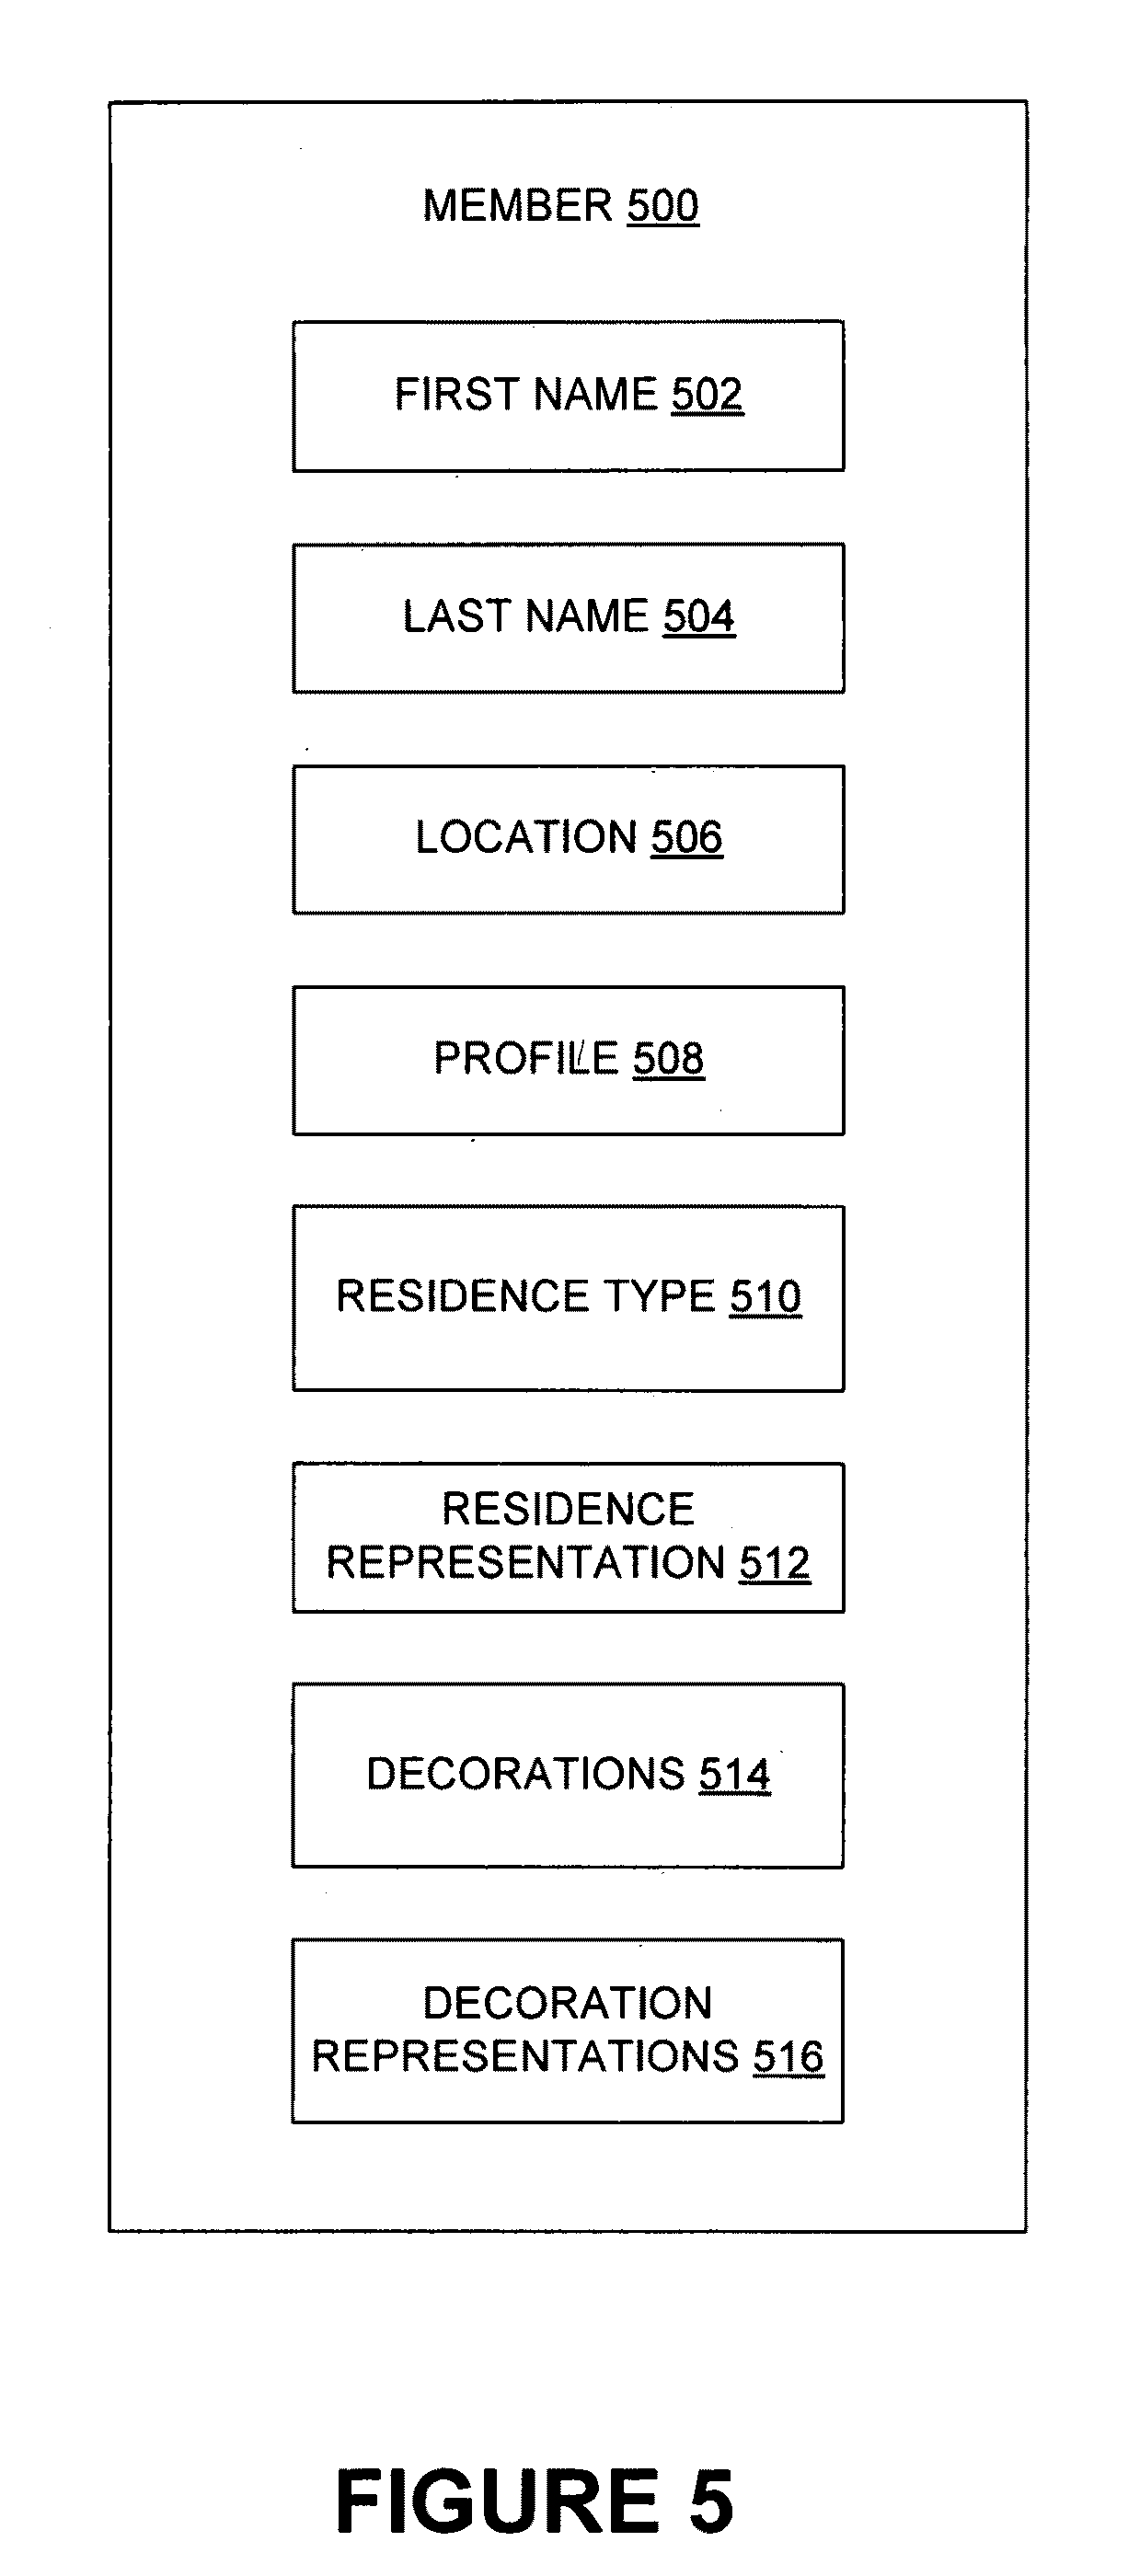 MEMBER 500
FIRST NAME 502
LAST NAME 504
LOCATION 506
PROFILE 508
RESIDENCE TYPE 510
RESIDENCE
REPRESENTATION 512
DECORATIONS 514
DECORATION
REPRESENTATIONS 516
FIGURE 5